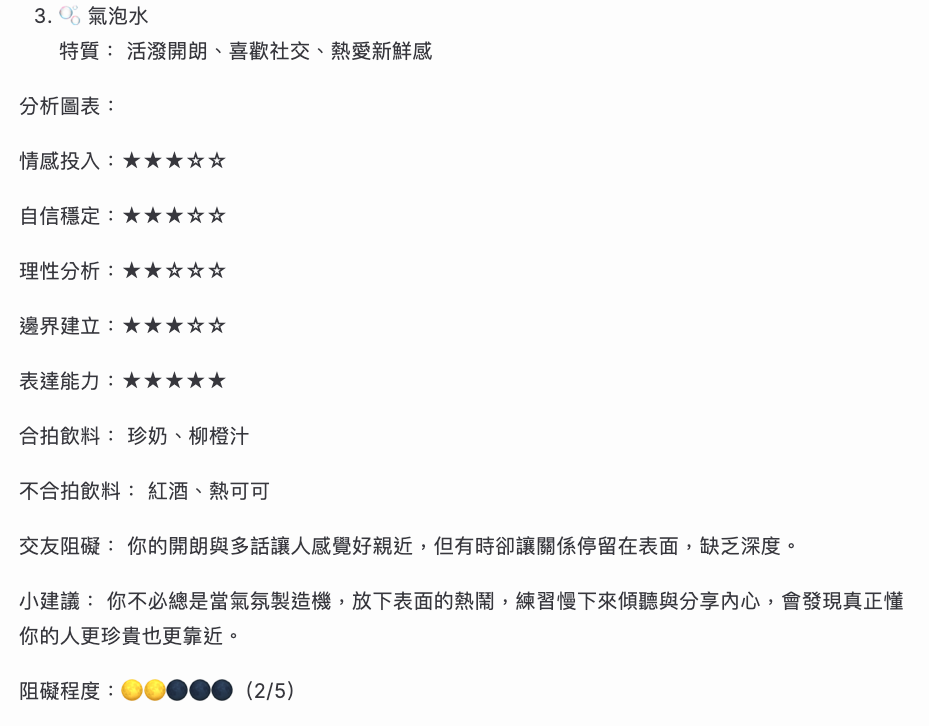 3. 🫧 氣泡水
特質： 活潑開朗、喜歡社交、熱愛新鮮感
分析圖表：
情感投入：★★★☆☆
自信穩定：★★★☆☆
理性分析：★★☆☆☆
邊界建立：★★★☆☆
表達能力：★★★★★
合拍飲料： 珍奶、柳橙汁
不合拍飲料： 紅酒、熱可可
交友阻礙： 你的開朗與多話讓人感覺好親近，但有時卻讓關係停留在表面，缺乏深度。
小建議： 你不必總是當氣氛製造機，放下表面的熱鬧，練習慢下來傾聽與分享內心，會發現真正懂
你的人更珍貴也更靠近。
阻礙程度：🌕🌕🌑🌑🌑（2/5）